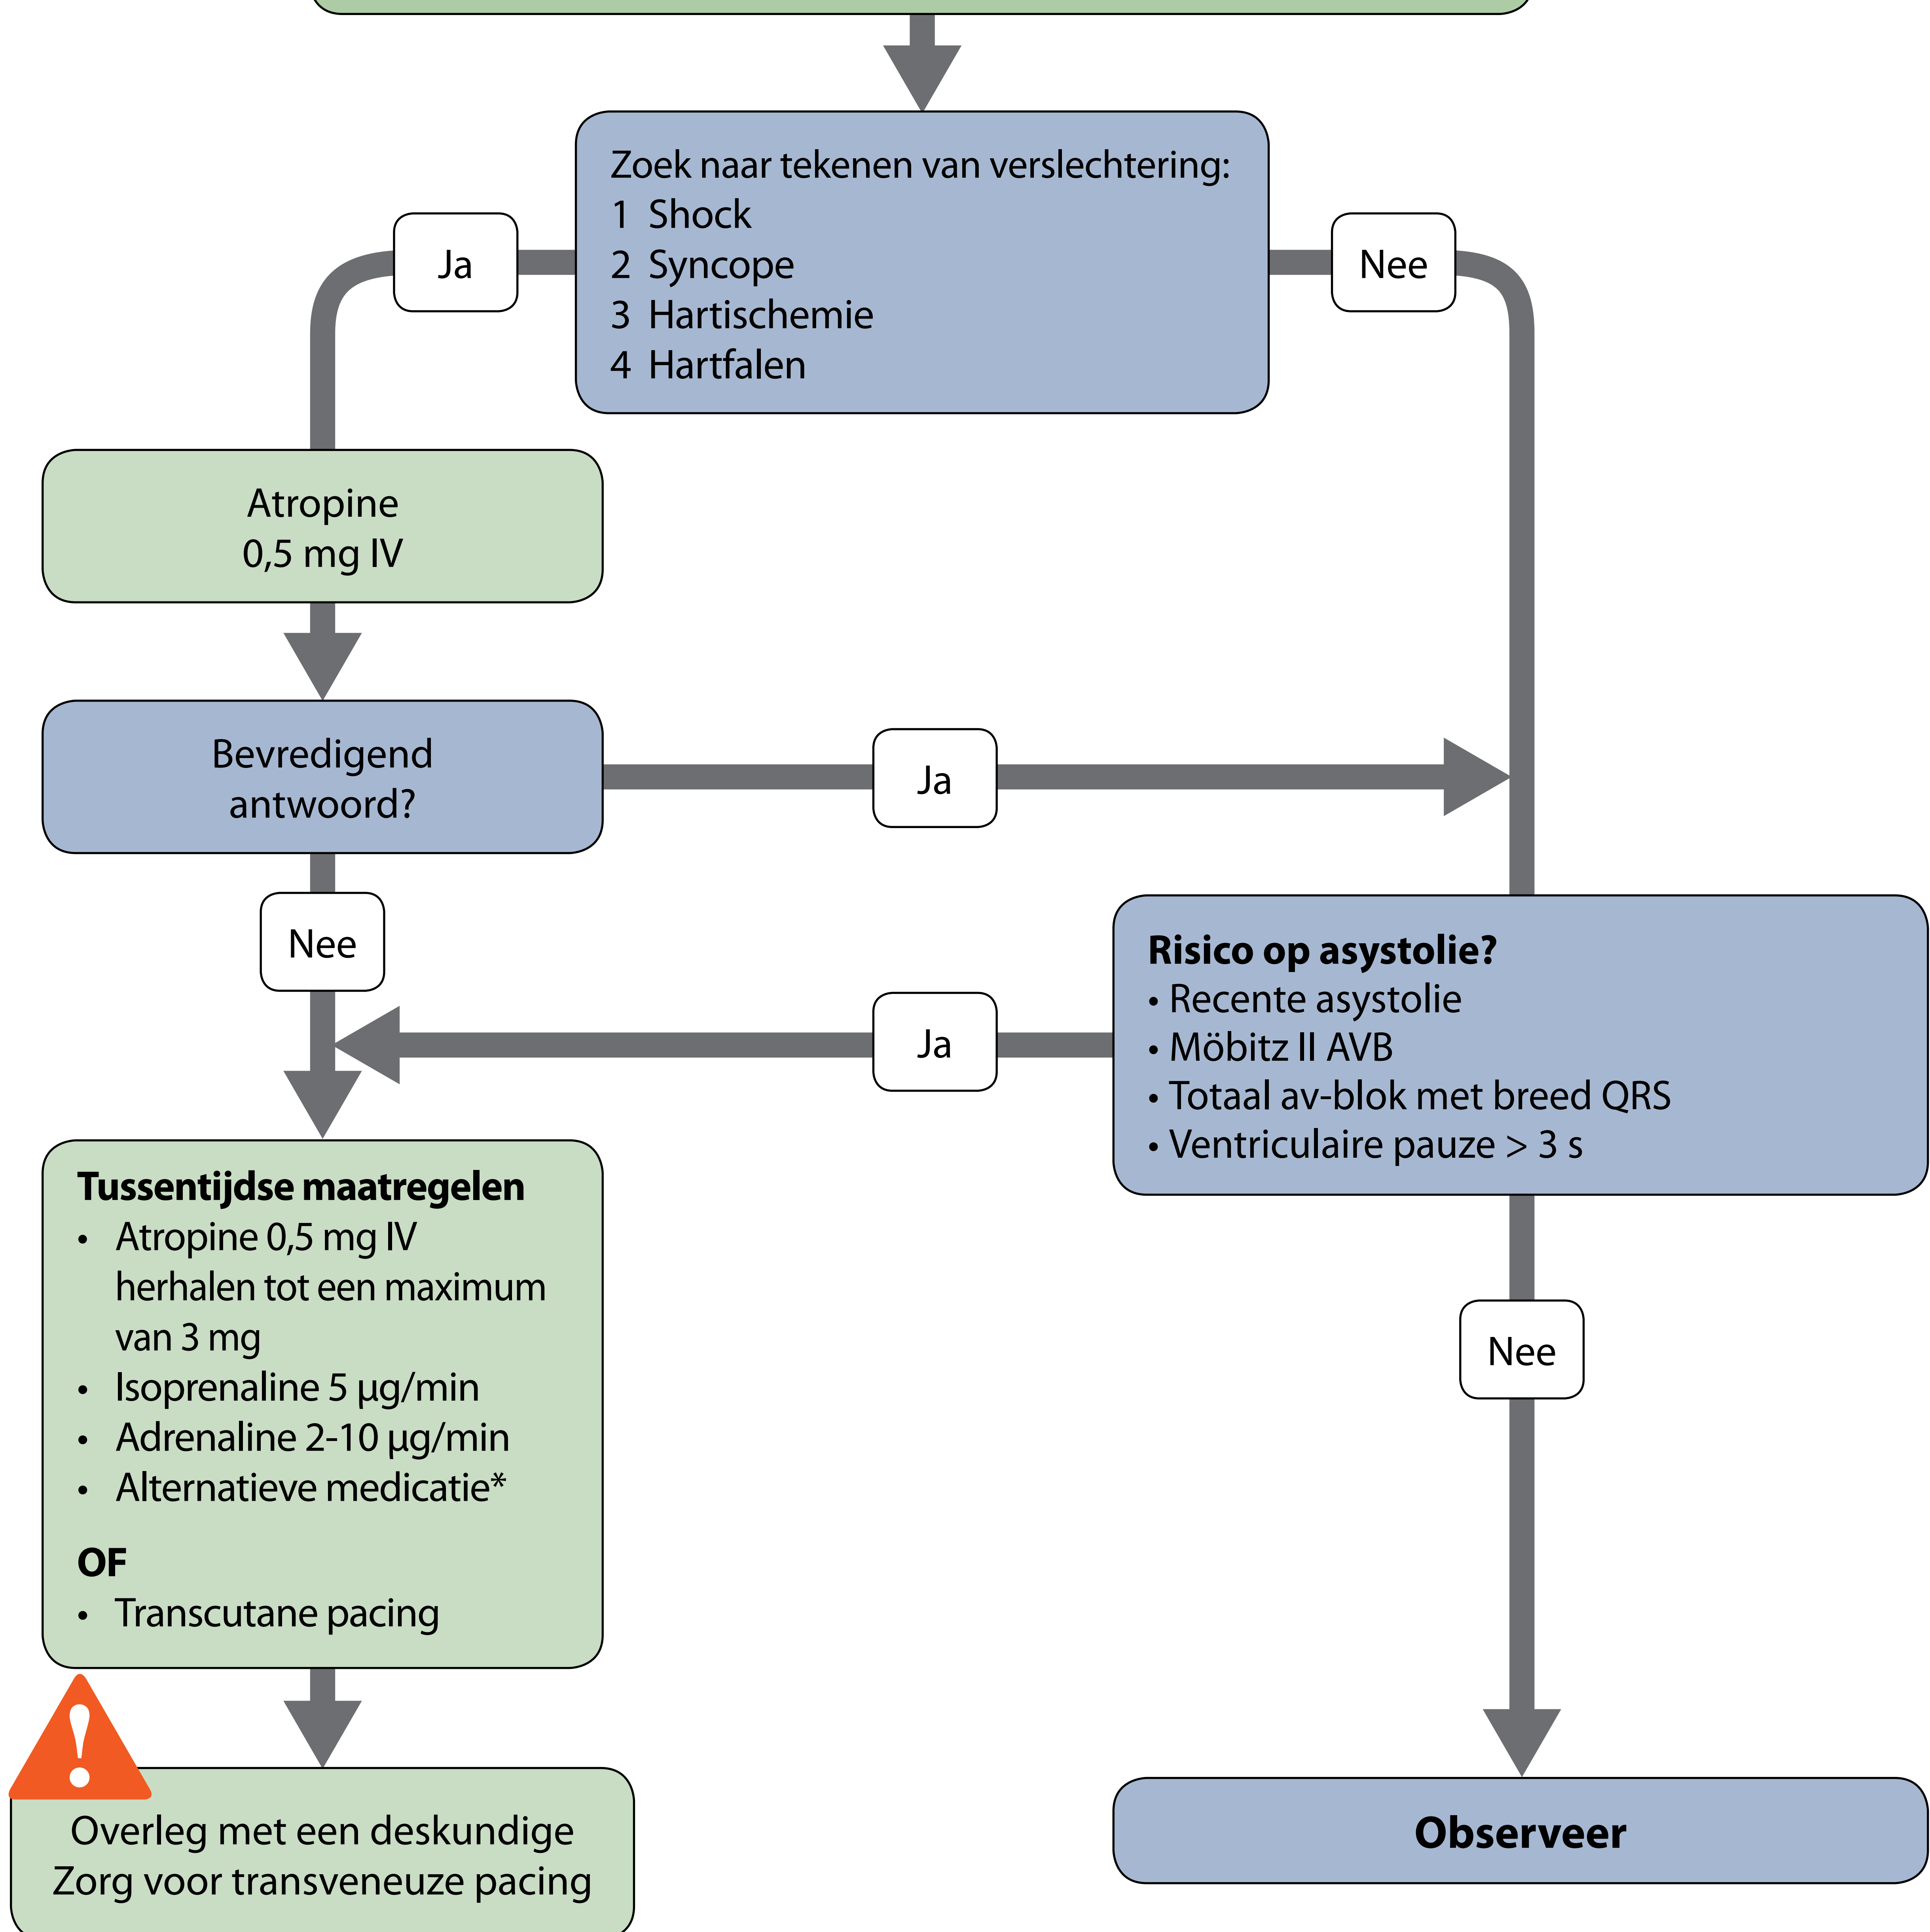 Zoek naar tekenen van verslechtering:
1 Shock
2 Syncope
3 Hartischemie
4 Hartfalen
Ja
Nee
Atropine
0,5 mg IV
Bevredigend
antwoord?
Ja
Nee
Risico op asystolie?
• Recente asystolie
• Möbitz II AVB
• Totaal av-blok met breed QRS
• Ventriculaire pauze > 3 s
Ja
Nee
Tussentijdse maatregelen
• Atropine 0,5 mg IV
herhalen tot een maximum
van 3 mg
• Isoprenaline 5 µg/min
• Adrenaline 2-10 µg/min
• Alternatieve medicatie*
OF
• Transcutane pacing
!
Overleg met een deskundige
Zorg voor transveneuze pacing
Observeer